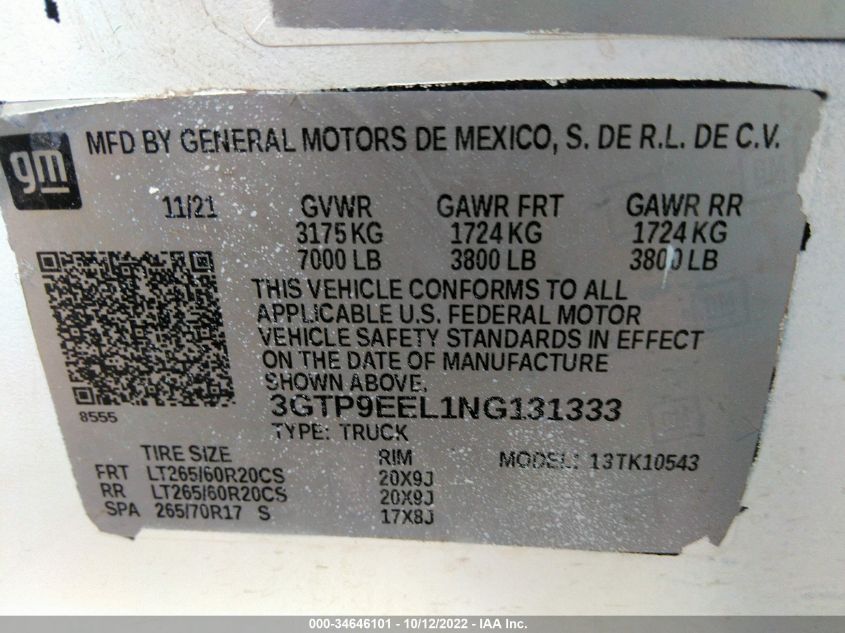 gm
MFD BY GENERAL MOTORS DE MEXICO, S. DE R.L. DE C.V.
11/21 GVWR GAWR FRT GAWR RR
3175 KG 1724 KG 1724 KG
7000 LB 3800 LB 3800 LB
THIS VEHICLE CONFORMS TO ALL
APPLICABLE U.S. FEDERAL MOTOR
VEHICLE SAFETY STANDARDS IN EFFECT
ON THE DATE OF MANUFACTURE
SHOWN ABOVE.
8555
3GTP9EEL1NG131333
TYPE: TRUCK
TIRE SIZE RIM MODEL: 13TK10543
FRT LT265/60R20CS 20X9J
RR LT265/60R20CS 20X9J
SPA 265/70R17 S 17X8J
000-34646101 - 10/12/2022 - IAA Inc.